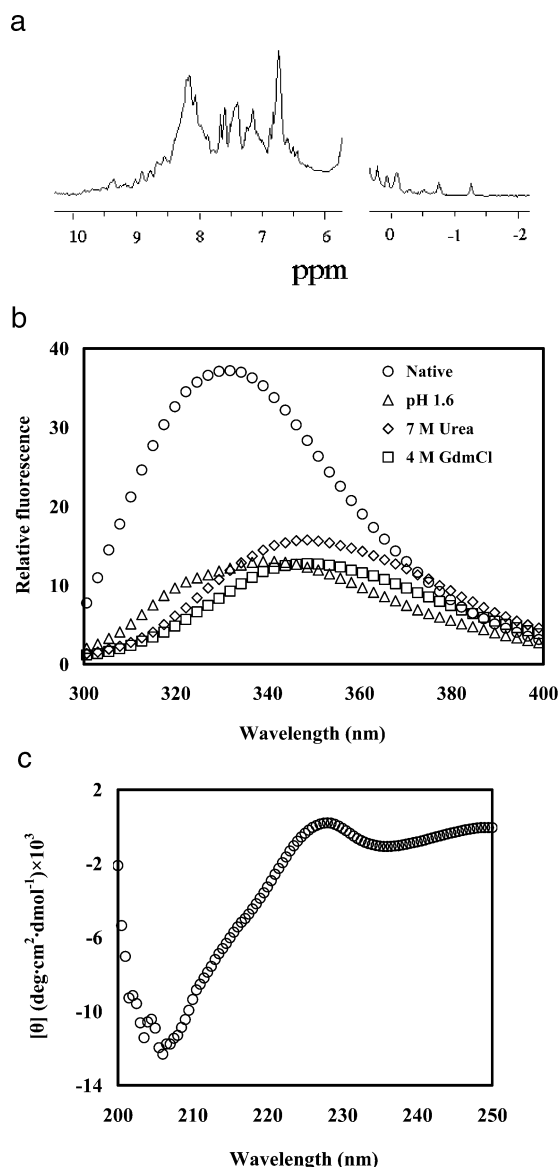 a
10 9 8 7 6 0 -1 -2
ppm
b
40
30
20
10
0
Relative fluorescence
Native
pH 1.6
7 M Urea
4 M GdmCl
300 320 340 360 380 400
Wavelength (nm)
c
2
-2
-6
-10
-14
[θ] (deg·cm²·dmol⁻¹)×10³
200 210 220 230 240 250
Wavelength (nm)